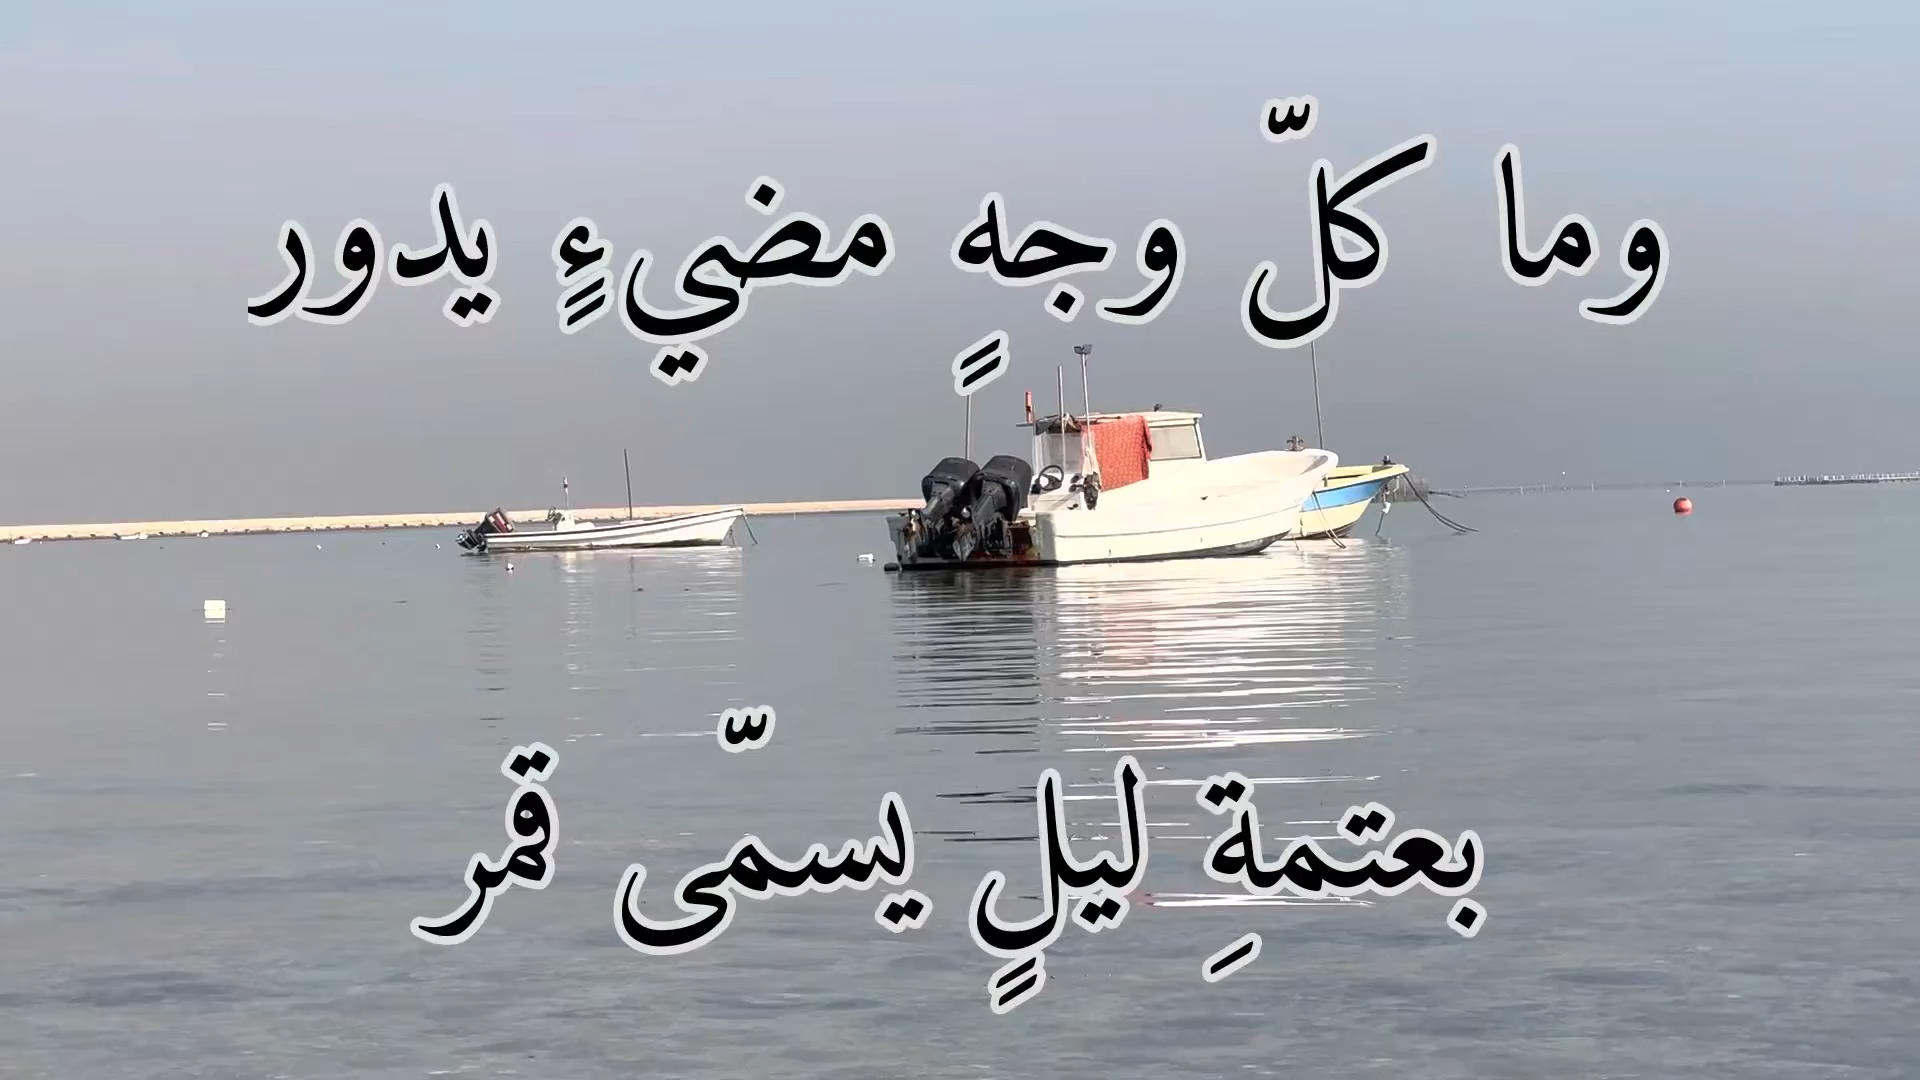 وما كلّ وجهٍ مضيءٍ يدور
بعتمةِ ليلٍ يسمّى قمر